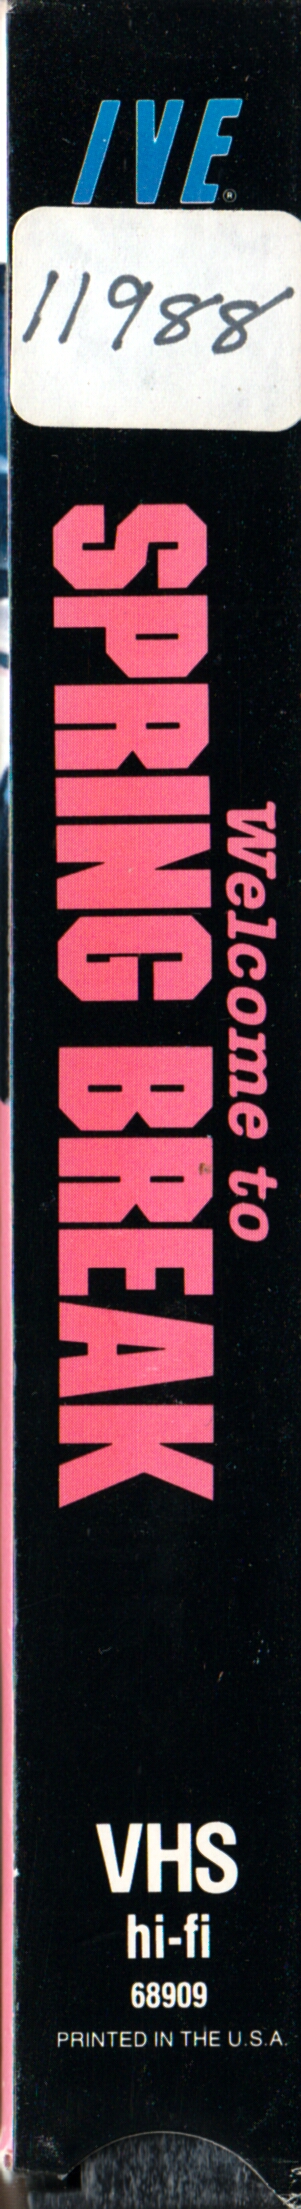 IVE®
11988
Welcome to
SPRING BREAK
VHS
hi-fi
68909
PRINTED IN THE U.S.A.